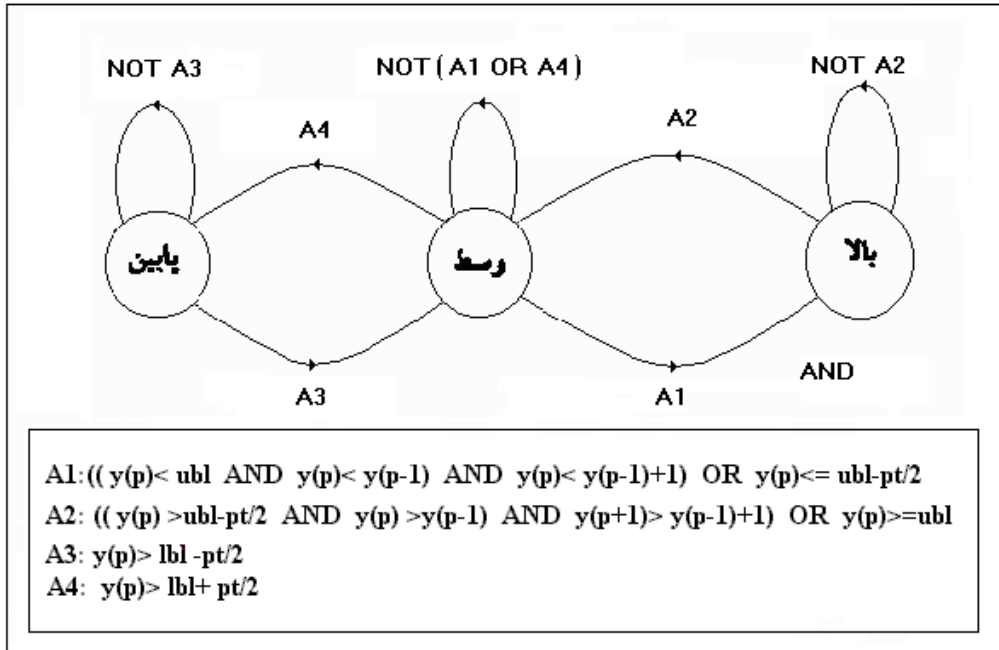 NOT A3
NOT (A1 OR A4)
NOT A2
A4
A2
پایین
وسط
بالا
A3
A1
AND
A1:(( y(p)< ubl AND y(p)< y(p-1) AND y(p)< y(p-1)+1) OR y(p)<= ubl-pt/2
A2: (( y(p) >ubl-pt/2 AND y(p) >y(p-1) AND y(p+1)> y(p-1)+1) OR y(p)>=ubl
A3: y(p)> lbl -pt/2
A4: y(p)> lbl+ pt/2